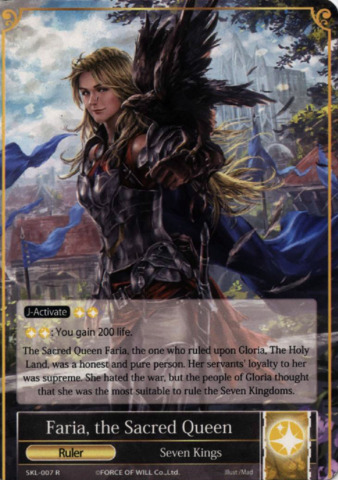 J-Activate
: You gain 200 life.
The Sacred Queen Faria, the one who ruled upon Gloria, The Holy
Land, was a honest and pure person. Her servants' loyalty to her
was supreme. She hated the war, but the people of Gloria thought
that she was the most suitable to rule the Seven Kingdoms.
Faria, the Sacred Queen
Ruler
Seven Kings
SKL-007 R ©FORCE OF WILL Co.,Ltd. Illust /Mad